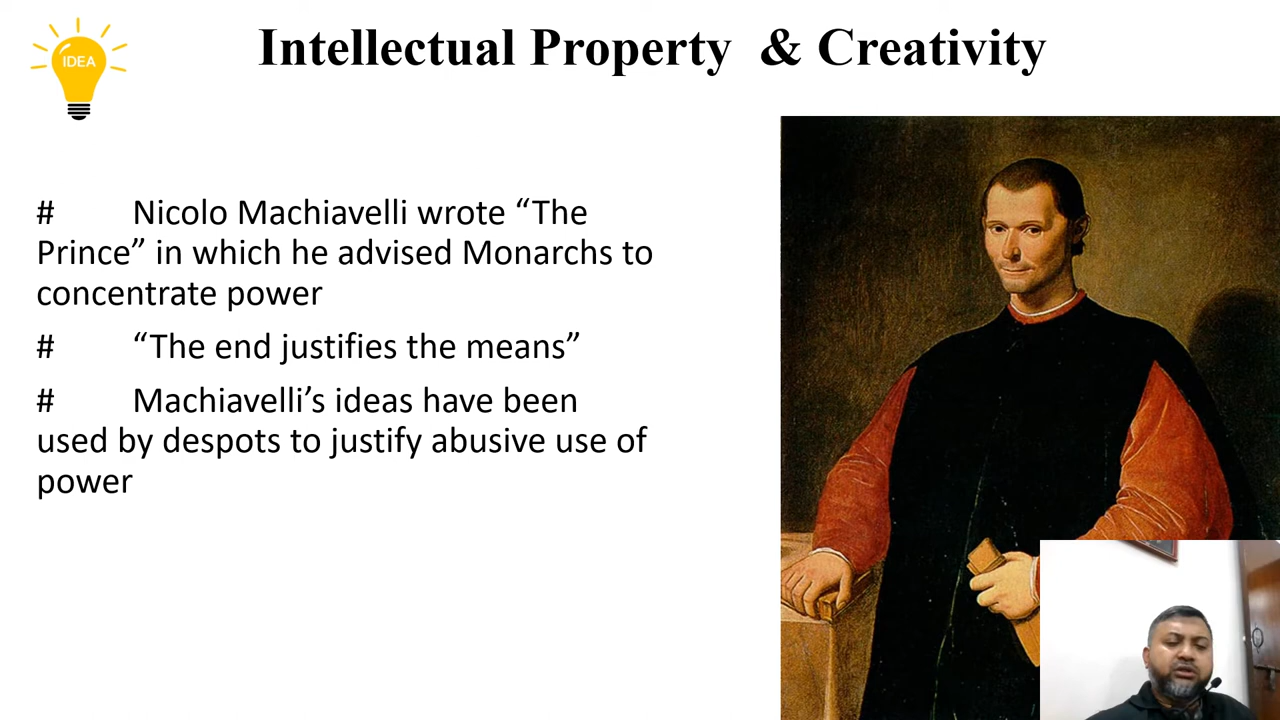 IDEA
Intellectual Property & Creativity
# Nicolo Machiavelli wrote “The
Prince” in which he advised Monarchs to
concentrate power
# “The end justifies the means”
# Machiavelli’s ideas have been
used by despots to justify abusive use of
power